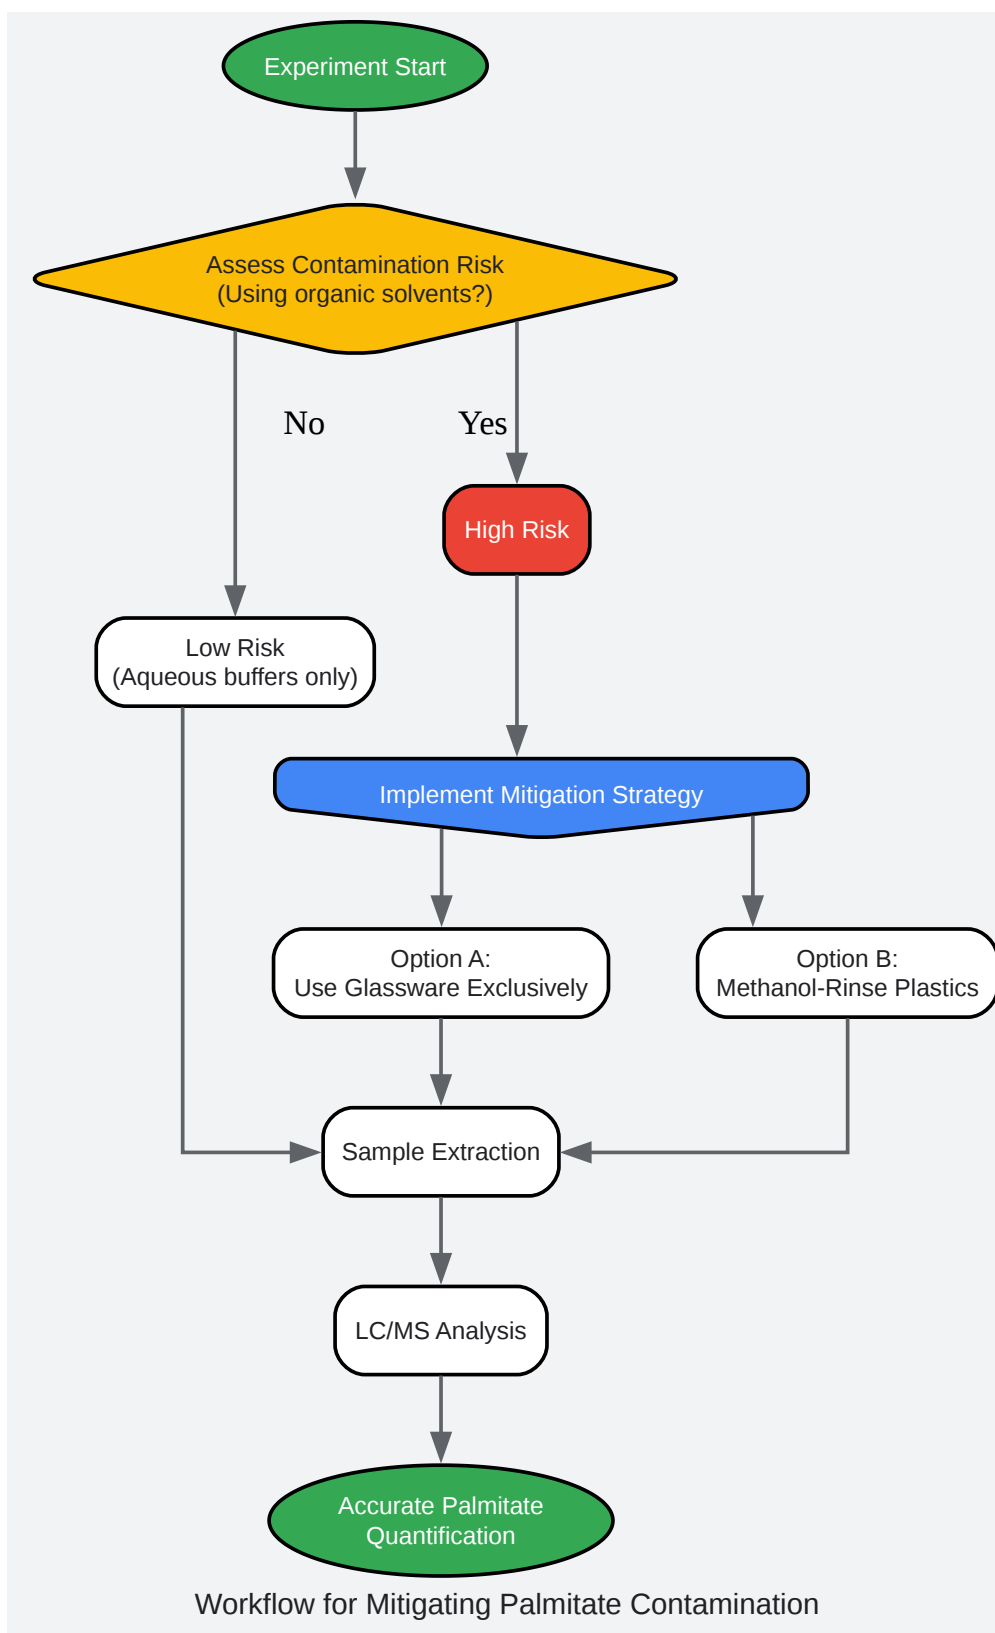 Experiment Start
Assess Contamination Risk
(Using organic solvents?)
No
Yes
High Risk
Low Risk
(Aqueous buffers only)
Implement Mitigation Strategy
Option A:
Use Glassware Exclusively
Option B:
Methanol-Rinse Plastics
Sample Extraction
LC/MS Analysis
Accurate Palmitate
Quantification
Workflow for Mitigating Palmitate Contamination